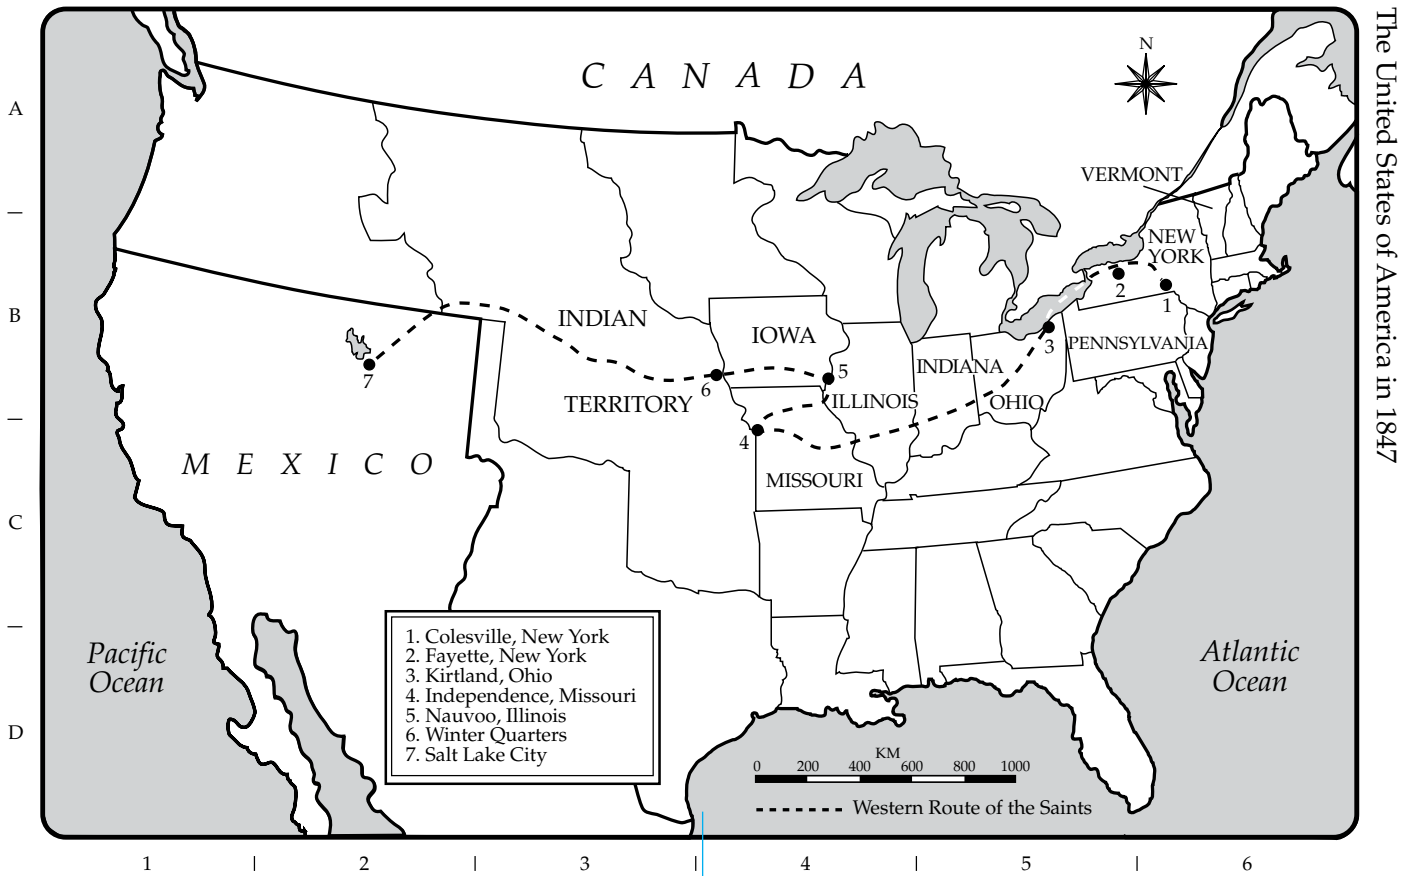 The United States of America in 1847
N
CANADA
A
VERMONT
NEW
YORK
2
1
B
INDIAN
IOWA
3
PENNSYLVANIA
INDIANA
7
6
5
TERRITORY
ILLINOIS
OHIO
4
MEXICO
MISSOURI
C
1. Colesville, New York
2. Fayette, New York
3. Kirtland, Ohio
4. Independence, Missouri
5. Nauvoo, Illinois
6. Winter Quarters
7. Salt Lake City
Pacific
Ocean
Atlantic
Ocean
D
KM
0 200 400 600 800 1000
Western Route of the Saints
1 | 2 | 3 | 4 | 5 | 6